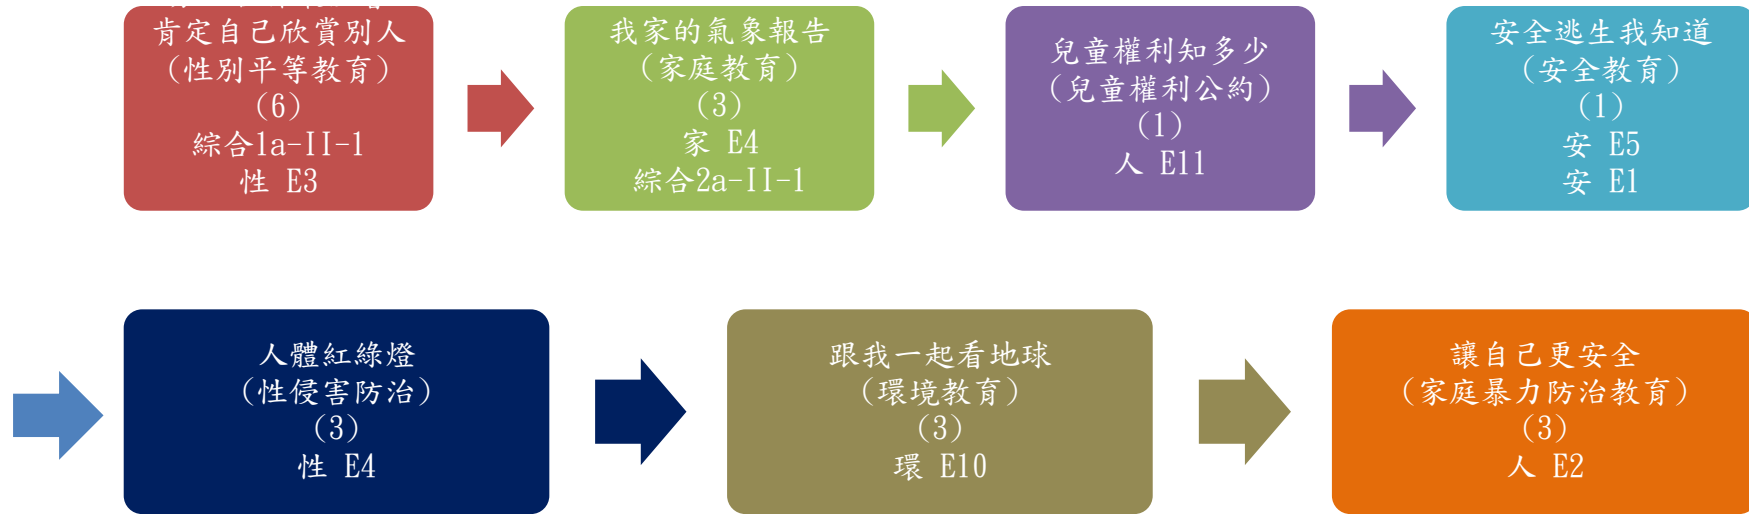 肯定自己欣賞別人
(性別平等教育)
(6)
綜合1a-II-1
性 E3
我家的氣象報告
(家庭教育)
(3)
家 E4
綜合2a-II-1
兒童權利知多少
(兒童權利公約)
(1)
人 E11
安全逃生我知道
(安全教育)
(1)
安 E5
安 E1
人體紅綠燈
(性侵害防治)
(3)
性 E4
跟我一起看地球
(環境教育)
(3)
環 E10
讓自己更安全
(家庭暴力防治教育)
(3)
人 E2